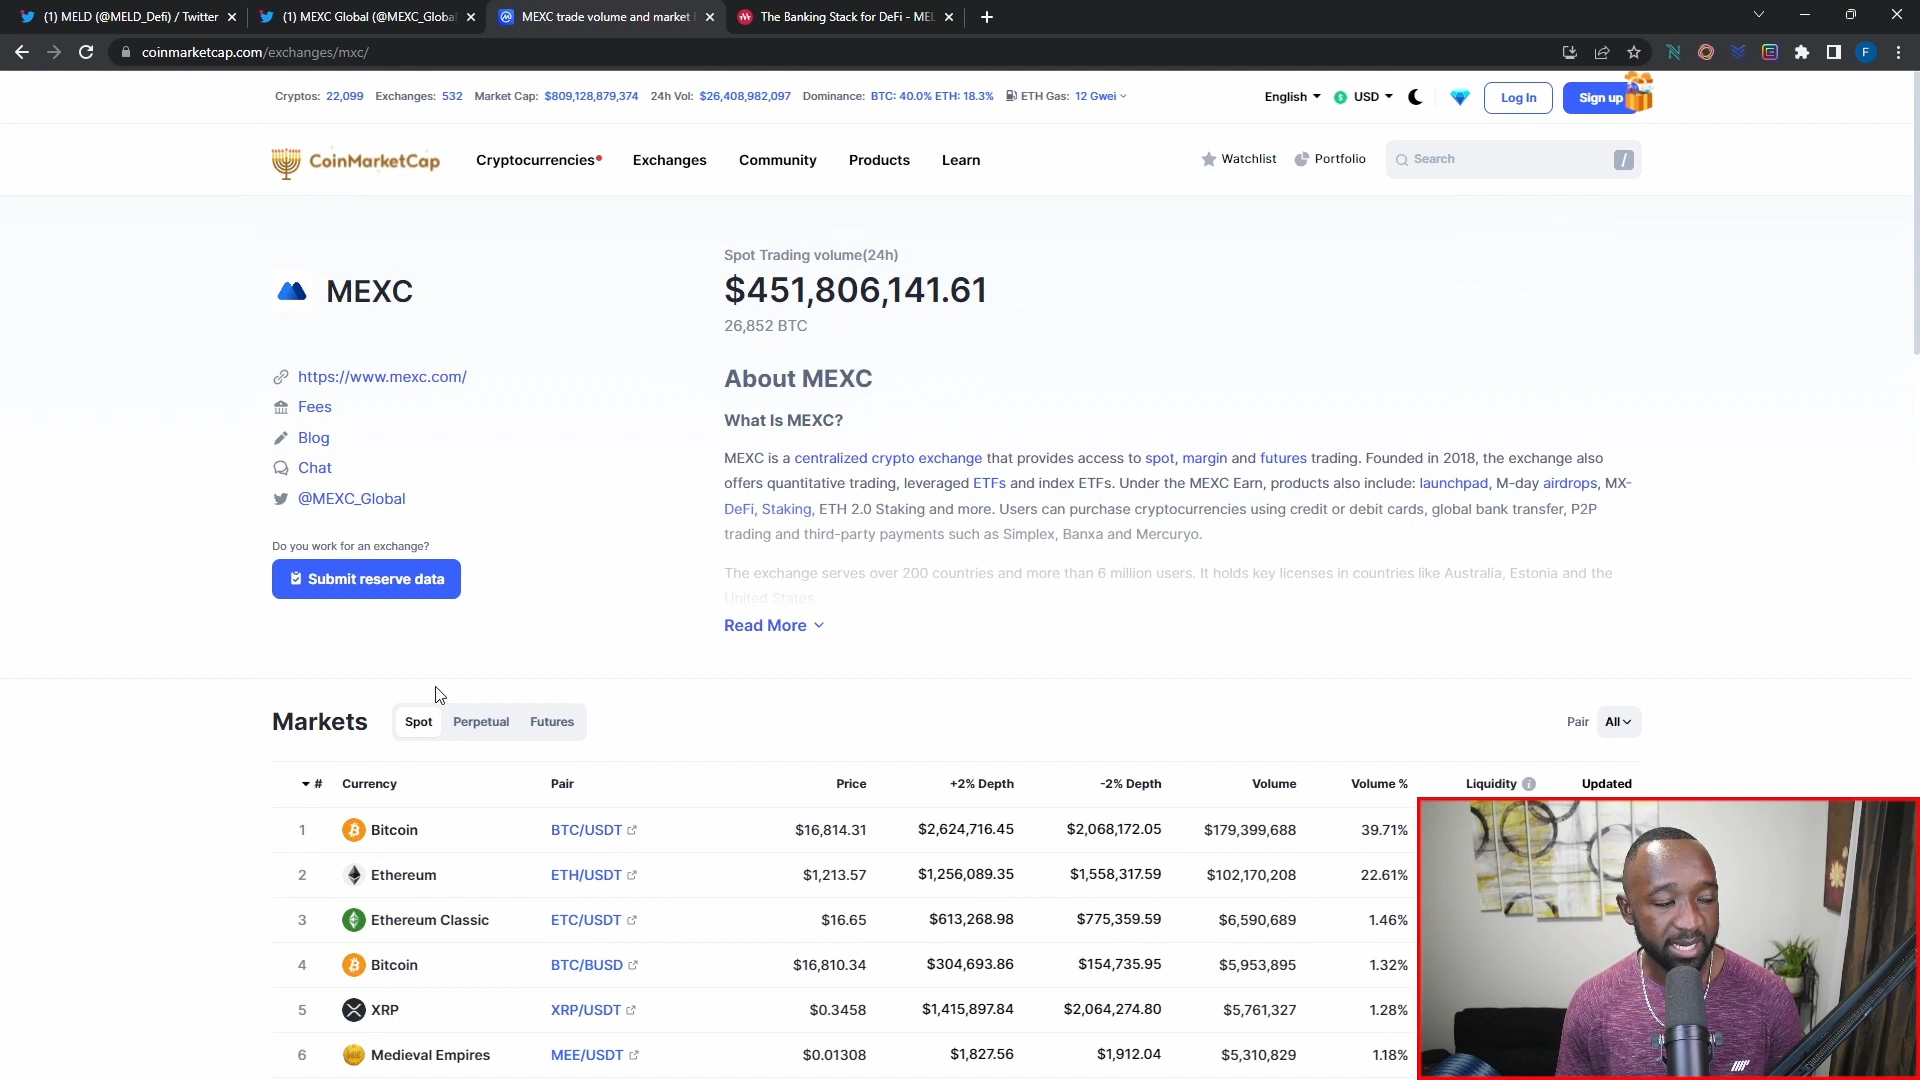 (1) MELD (@MELD_Defi) / Twitter
(1) MEXC Global (@MEXC_Global
MEXC trade volume and market
The Banking Stack for DeFi - MEL
coinmarketcap.com/exchanges/mxc/
F
Cryptos: 22,099 Exchanges: 532 Market Cap: $809,128,879,374 24h Vol: $26,408,982,097 Dominance: BTC: 40.0% ETH: 18.3% ETH Gas: 12 Gwei
English USD Log In Sign up
CoinMarketCap Cryptocurrencies Exchanges Community Products Learn
Watchlist Portfolio Search /
MEXC
Spot Trading volume(24h)
$451,806,141.61
26,852 BTC
https://www.mexc.com/
Fees
Blog
Chat
@MEXC_Global
Do you work for an exchange?
Submit reserve data
About MEXC
What Is MEXC?
MEXC is a centralized crypto exchange that provides access to spot, margin and futures trading. Founded in 2018, the exchange also
offers quantitative trading, leveraged ETFs and index ETFs. Under the MEXC Earn, products also include: launchpad, M-day airdrops, MX-
DeFi, Staking, ETH 2.0 Staking and more. Users can purchase cryptocurrencies using credit or debit cards, global bank transfer, P2P
trading and third-party payments such as Simplex, Banxa and Mercuryo.
The exchange serves over 200 countries and more than 6 million users. It holds key licenses in countries like Australia, Estonia and the
United States.
Read More
Markets Spot Perpetual Futures
Pair All
# Currency Pair Price +2% Depth -2% Depth Volume Volume % Liquidity Updated
1 Bitcoin BTC/USDT $16,814.31 $2,624,716.45 $2,068,172.05 $179,399,688 39.71%
2 Ethereum ETH/USDT $1,213.57 $1,256,089.35 $1,558,317.59 $102,170,208 22.61%
3 Ethereum Classic ETC/USDT $16.65 $613,268.98 $775,359.59 $6,590,689 1.46%
4 Bitcoin BTC/BUSD $16,810.34 $304,693.86 $154,735.95 $5,953,895 1.32%
5 XRP XRP/USDT $0.3458 $1,415,897.84 $2,064,274.80 $5,761,327 1.28%
6 Medieval Empires MEE/USDT $0.01308 $1,827.56 $1,912.04 $5,310,829 1.18%